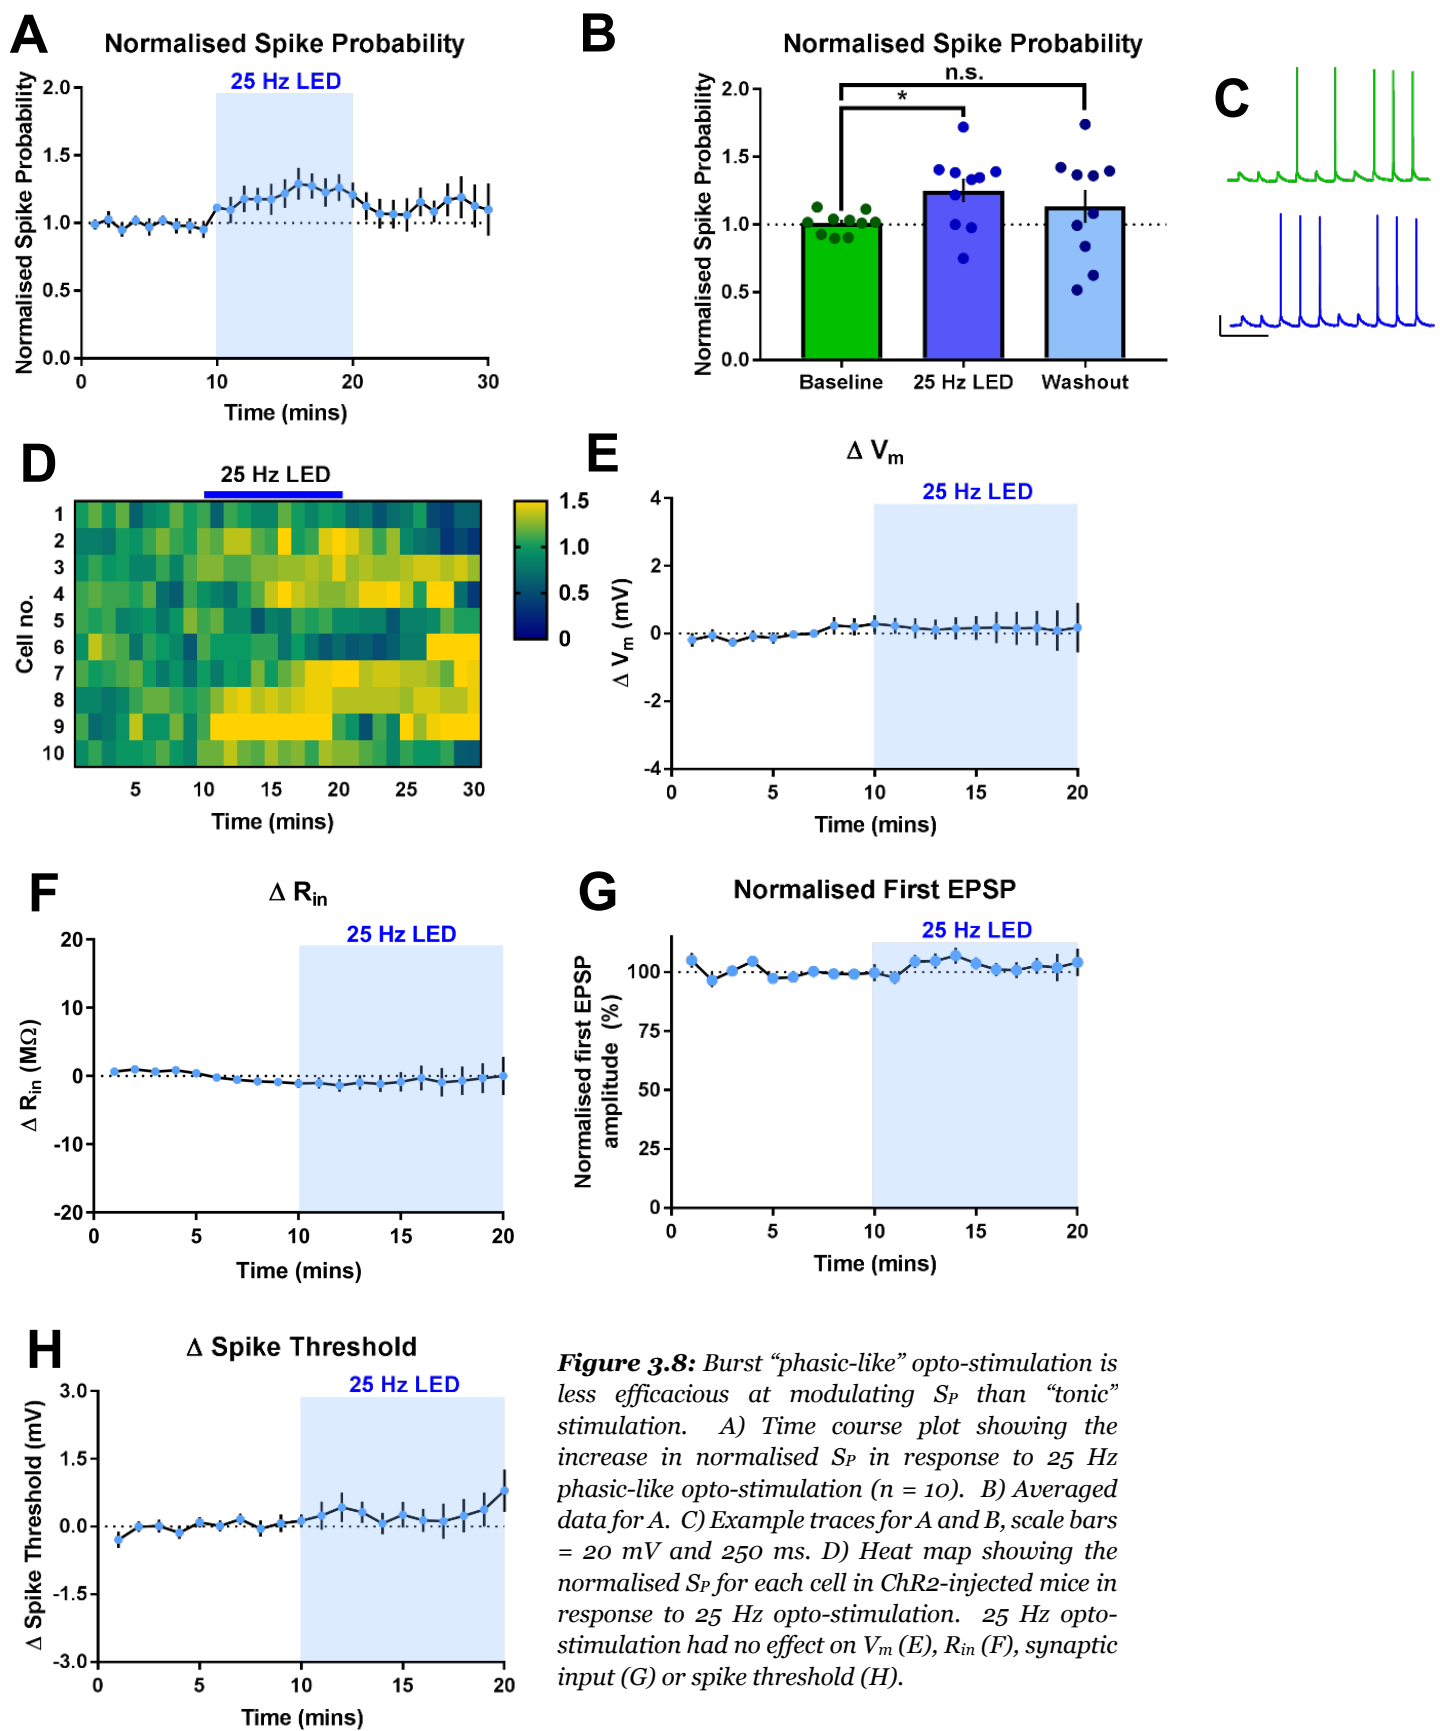 A
Normalised Spike Probability
25 Hz LED
Normalised Spike Probability
2.0
1.5
1.0
0.5
0.0
0 10 20 30
Time (mins)
B
Normalised Spike Probability
n.s.
*
Normalised Spike Probability
2.0
1.5
1.0
0.5
0.0
Baseline 25 Hz LED Washout
C
D
25 Hz LED
Cell no.
1
2
3
4
5
6
7
8
9
10
5 10 15 20 25 30
Time (mins)
1.5
1.0
0.5
0
E
Δ Vm
25 Hz LED
Δ Vm (mV)
4
2
0
-2
-4
0 5 10 15 20
Time (mins)
F
Δ Rin
25 Hz LED
Δ Rin (MΩ)
20
10
0
-10
-20
0 5 10 15 20
Time (mins)
G
Normalised First EPSP
25 Hz LED
Normalised first EPSP
amplitude (%)
100
75
50
25
0
0 5 10 15 20
Time (mins)
H
Δ Spike Threshold
25 Hz LED
Δ Spike Threshold (mV)
3.0
1.5
0.0
-1.5
-3.0
0 5 10 15 20
Time (mins)
Figure 3.8: Burst “phasic-like” opto-stimulation is
less efficacious at modulating SP than “tonic”
stimulation. A) Time course plot showing the
increase in normalised SP in response to 25 Hz
phasic-like opto-stimulation (n = 10). B) Averaged
data for A. C) Example traces for A and B, scale bars
= 20 mV and 250 ms. D) Heat map showing the
normalised SP for each cell in ChR2-injected mice in
response to 25 Hz opto-stimulation. 25 Hz opto-
stimulation had no effect on Vm (E), Rin (F), synaptic
input (G) or spike threshold (H).